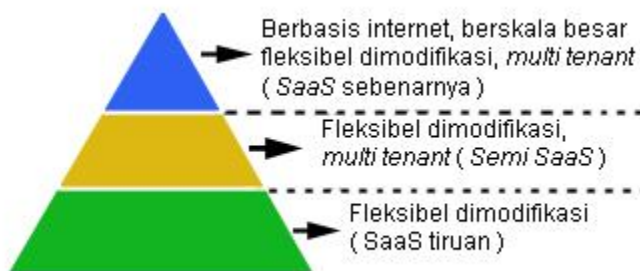 Berbasis internet, berskala besar
fleksibel dimodifikasi, multi tenant
( SaaS sebenarnya )
Fleksibel dimodifikasi,
multi tenant ( Semi SaaS )
Fleksibel dimodifikasi
( SaaS tiruan )